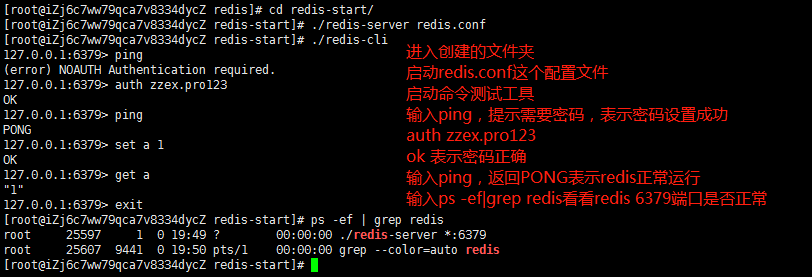 [root@iZj6c7ww79qca7v8334dycZ redis]# cd redis-start/
[root@iZj6c7ww79qca7v8334dycZ redis-start]# ./redis-server redis.conf
[root@iZj6c7ww79qca7v8334dycZ redis-start]# ./redis-cli
127.0.0.1:6379> ping
(error) NOAUTH Authentication required.
127.0.0.1:6379> auth zzex.pro123
OK
127.0.0.1:6379> ping
PONG
127.0.0.1:6379> set a 1
OK
127.0.0.1:6379> get a
"1"
127.0.0.1:6379> exit
进入创建的文件夹
启动redis.conf这个配置文件
启动命令测试工具
输入ping，提示需要密码，表示密码设置成功
auth zzex.pro123
ok 表示密码正确
输入ping，返回PONG表示redis正常运行
输入ps -ef|grep redis看看redis 6379端口是否正常
[root@iZj6c7ww79qca7v8334dycZ redis-start]# ps -ef | grep redis
root     25597     1  0 19:49 ?        00:00:00 ./redis-server *:6379
root     25607  9441  0 19:50 pts/1    00:00:00 grep --color=auto redis
[root@iZj6c7ww79qca7v8334dycZ redis-start]#